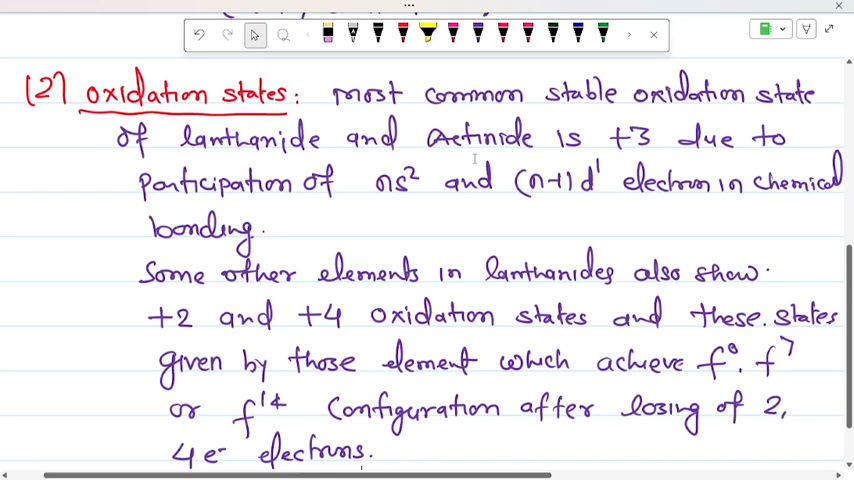 (2) oxidation states: most common stable oxidation state
of lanthanide and Actinide is +3 due to
participation of ns² and (n-1)d¹ electron in chemical
bonding.
Some other elements in lanthanides also show.
+2 and +4 oxidation states and these states
given by those element which achieve f⁰, f⁷
or f¹⁴ configuration after losing of 2,
4e⁻ electrons.